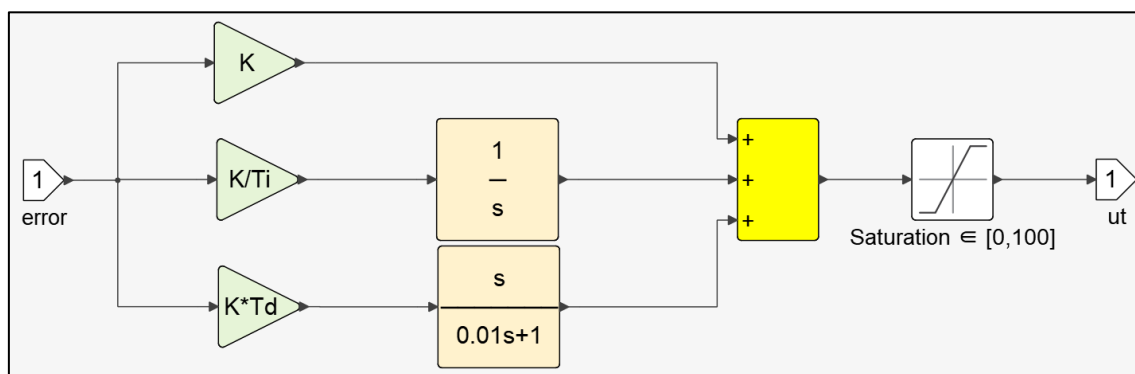 K
1
error
K/Ti
1
s
+
+
+
Saturation ∈ [0,100]
1
ut
K*Td
s
0.01s+1